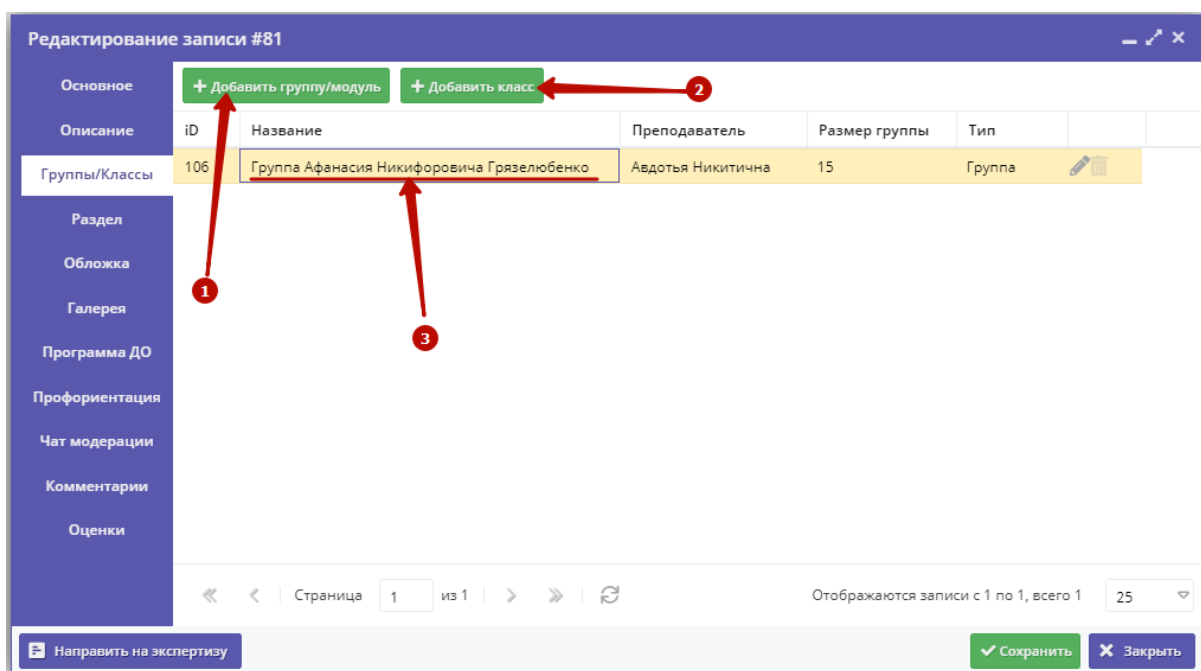 Редактирование записи #81
Основное
Описание
Группы/Классы
Раздел
Обложка
Галерея
Программа ДО
Профориентация
Чат модерации
Комментарии
Оценки
Добавить группу/модуль Добавить класс 2
iD Название Преподаватель Размер группы Тип
106 Группа Афанасия Никифоровича Грязелюбенко Авдотья Никитична 15 Группа
1
3
Страница 1 из 1 Отображаются записи с 1 по 1, всего 1 25
Направить на экспертизу Сохранить Закрыть